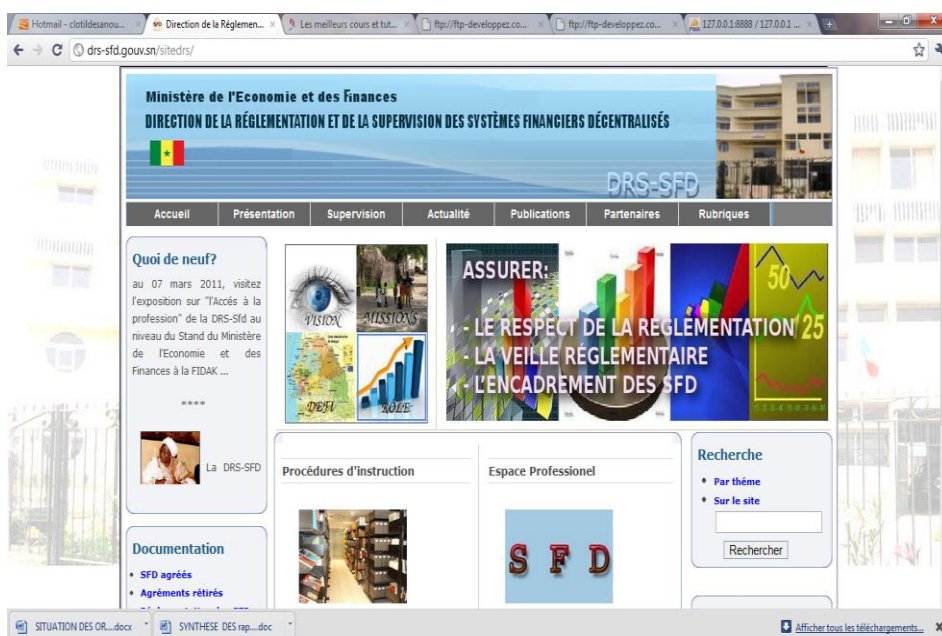 Hotmail - clotildesanou...
Direction de la Réglemen...
Les meilleurs cours et tut...
ftp://ftp-developpez.co...
ftp://ftp-developpez.co...
127.0.0.1:8888 / 127.0.0.1 ...
drs-sfd.gouv.sn/sitedrs/
Ministère de l'Economie et des Finances
DIRECTION DE LA RÉGLEMENTATION ET DE LA SUPERVISION DES SYSTÈMES FINANCIERS DÉCENTRALISÉS
DRS-SFD
Accueil Présentation Supervision Actualité Publications Partenaires Rubriques
Quoi de neuf?
au 07 mars 2011, visitez
l'exposition sur "l'Accés à la
profession" de la DRS-Sfd au
niveau du Stand du Ministère
de l'Economie et des
Finances à la FIDAK ...
****
La DRS-SFD
Documentation
SFD agréés
Agréments retirés
VISION
MISSIONS
DEFI
ROLE
ASSURER:
- LE RESPECT DE LA RÉGLEMENTATION
- LA VEILLE RÉGLEMENTAIRE
- L'ENCADREMENT DES SFD
50
25
Procédures d'instruction
Espace Professionel
S F D
Recherche
Par thème
Sur le site
Rechercher
SITUATION DES OR....docx
SYNTHESE DES rap....doc
Afficher tous les téléchargements...